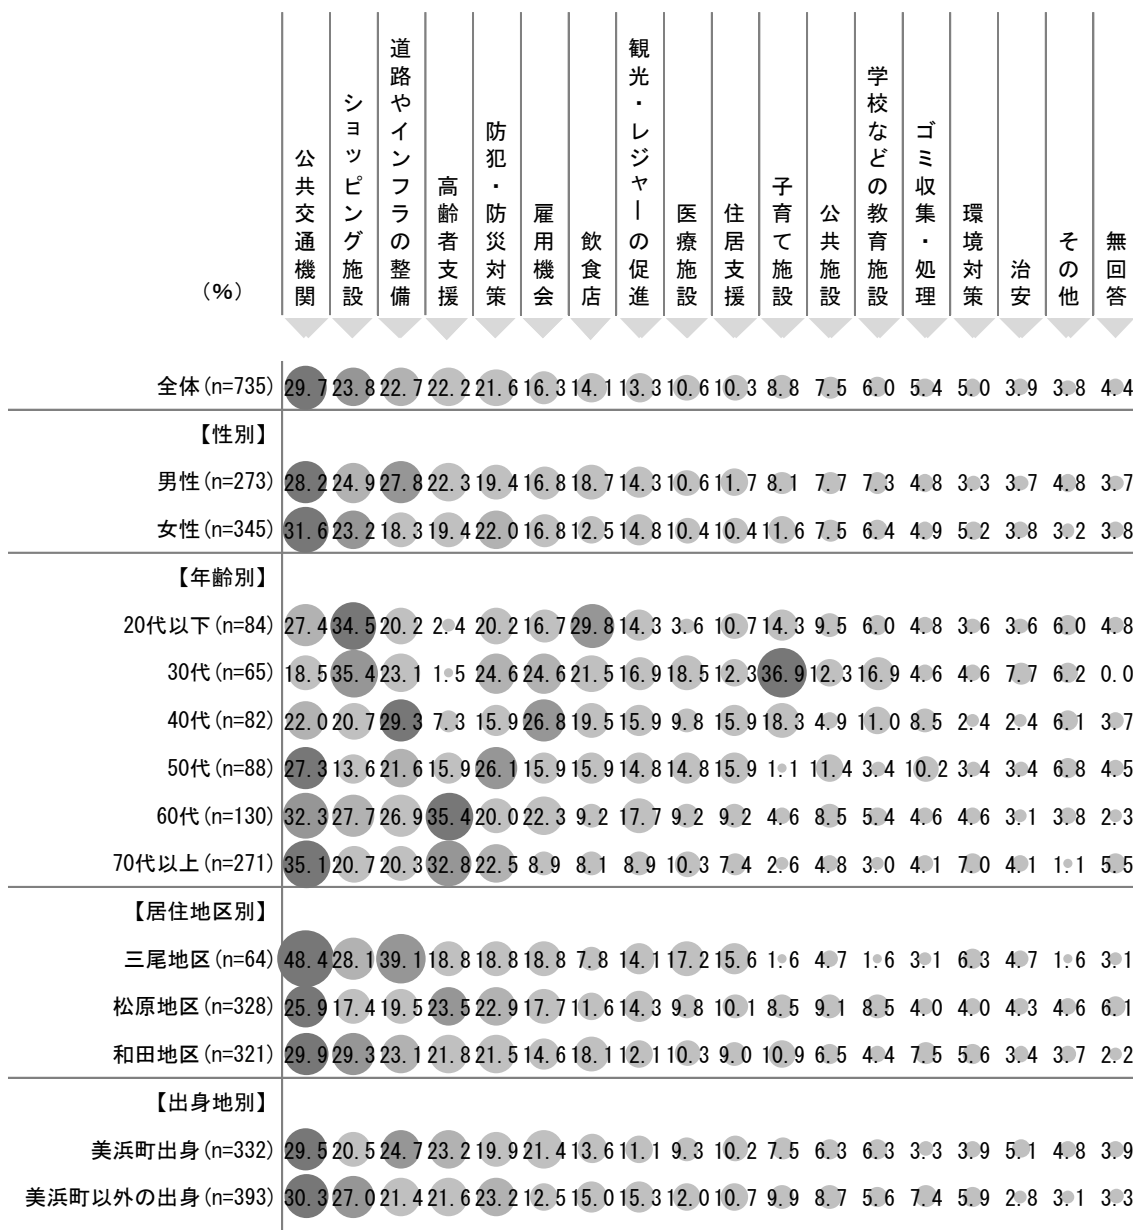 公共交通機関
ショッピング施設
道路やインフラの整備
高齢者支援
防犯・防災対策
雇用機会
飲食店
観光・レジャーの促進
医療施設
住居支援
子育て施設
公共施設
学校などの教育施設
ゴミ収集・処理
環境対策
治安
その他
無回答
(%)
全体(n=735) 29.7 23.8 22.7 22.2 21.6 16.3 14.1 13.3 10.6 10.3 8.8 7.5 6.0 5.4 5.0 3.9 3.8 4.4
【性別】
男性(n=273) 28.2 24.9 27.8 22.3 19.4 16.8 18.7 14.3 10.6 11.7 8.1 7.7 7.3 4.8 3.3 3.7 4.8 3.7
女性(n=345) 31.6 23.2 18.3 19.4 22.0 16.8 12.5 14.8 10.4 10.4 11.6 7.5 6.4 4.9 5.2 3.8 3.2 3.8
【年齢別】
20代以下(n=84) 27.4 34.5 20.2 2.4 20.2 16.7 29.8 14.3 3.6 10.7 14.3 9.5 6.0 4.8 3.6 3.6 6.0 4.8
30代(n=65) 18.5 35.4 23.1 1.5 24.6 24.6 21.5 16.9 18.5 12.3 36.9 12.3 16.9 4.6 4.6 7.7 6.2 0.0
40代(n=82) 22.0 20.7 29.3 7.3 15.9 26.8 19.5 15.9 9.8 15.9 18.3 4.9 11.0 8.5 2.4 2.4 6.1 3.7
50代(n=88) 27.3 13.6 21.6 15.9 26.1 15.9 15.9 14.8 14.8 15.9 1.1 11.4 3.4 10.2 3.4 3.4 6.8 4.5
60代(n=130) 32.3 27.7 26.9 35.4 20.0 22.3 9.2 17.7 9.2 9.2 4.6 8.5 5.4 4.6 4.6 3.1 3.8 2.3
70代以上(n=271) 35.1 20.7 20.3 32.8 22.5 8.9 8.1 8.9 10.3 7.4 2.6 4.8 3.0 4.1 7.0 4.1 1.1 5.5
【居住地区別】
三尾地区(n=64) 48.4 28.1 39.1 18.8 18.8 18.8 7.8 14.1 17.2 15.6 1.6 4.7 1.6 3.1 6.3 4.7 1.6 3.1
松原地区(n=328) 25.9 17.4 19.5 23.5 22.9 17.7 11.6 14.3 9.8 10.1 8.5 9.1 8.5 4.0 4.0 4.3 4.6 6.1
和田地区(n=321) 29.9 29.3 23.1 21.8 21.5 14.6 18.1 12.1 10.3 9.0 10.9 6.5 4.4 7.5 5.6 3.4 3.7 2.2
【出身地別】
美浜町出身(n=332) 29.5 20.5 24.7 23.2 19.9 21.4 13.6 11.1 9.3 10.2 7.5 6.3 6.3 3.3 3.9 5.1 4.8 3.9
美浜町以外の出身(n=393) 30.3 27.0 21.4 21.6 23.2 12.5 15.0 15.3 12.0 10.7 9.9 8.7 5.6 7.4 5.9 2.8 3.1 3.3